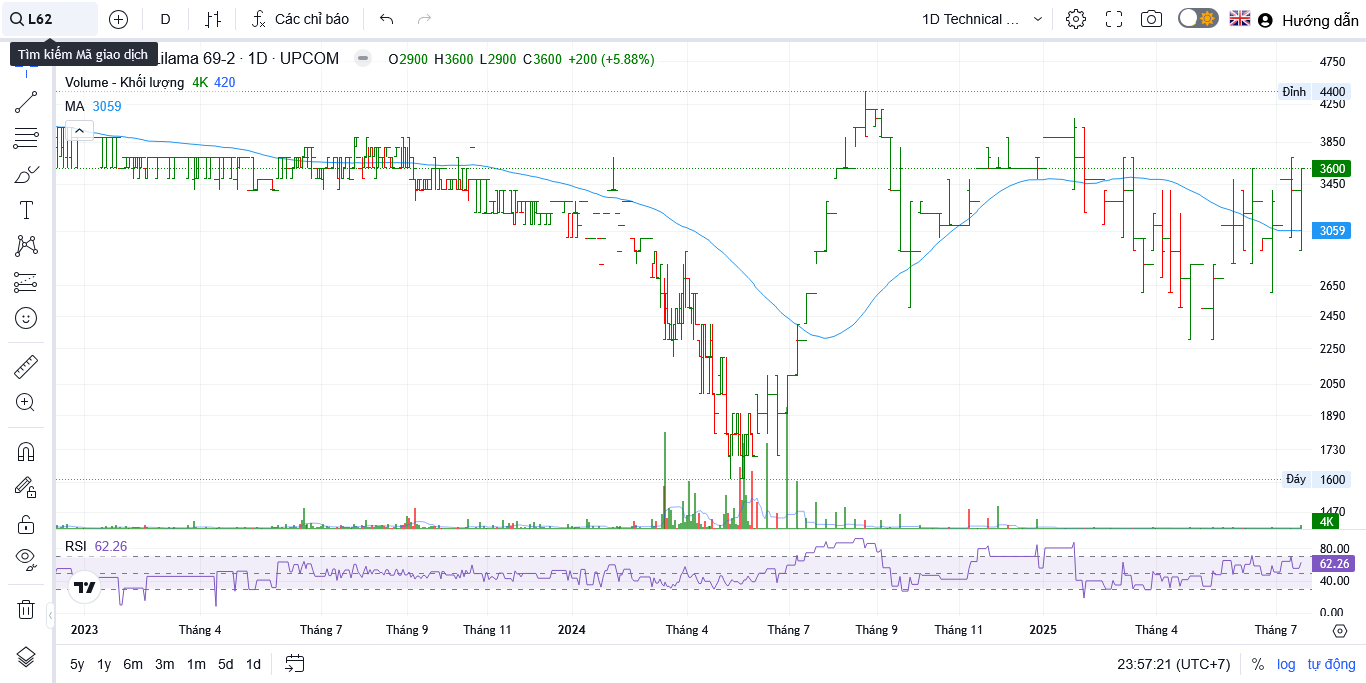 L62 D Các chỉ báo 1D Technical ... Hướng dẫn
Tìm kiếm Mã giao dịch
Lilama 69-2 · 1D · UPCOM O2900 H3600 L2900 C3600 +200 (+5.88%)
Volume - Khối lượng 4K 420
MA 3059
4750
Đỉnh 4400
4250
3850
3600
3450
3059
2650
2450
2250
2050
1890
1730
Đáy 1600
1470
4K
RSI 62.26
80.00
62.26
40.00
0.00
2023 Tháng 4 Tháng 7 Tháng 9 Tháng 11 2024 Tháng 4 Tháng 7 Tháng 9 Tháng 11 2025 Tháng 4 Tháng 7
5y 1y 6m 3m 1m 5d 1d 23:57:21 (UTC+7) % log tự động